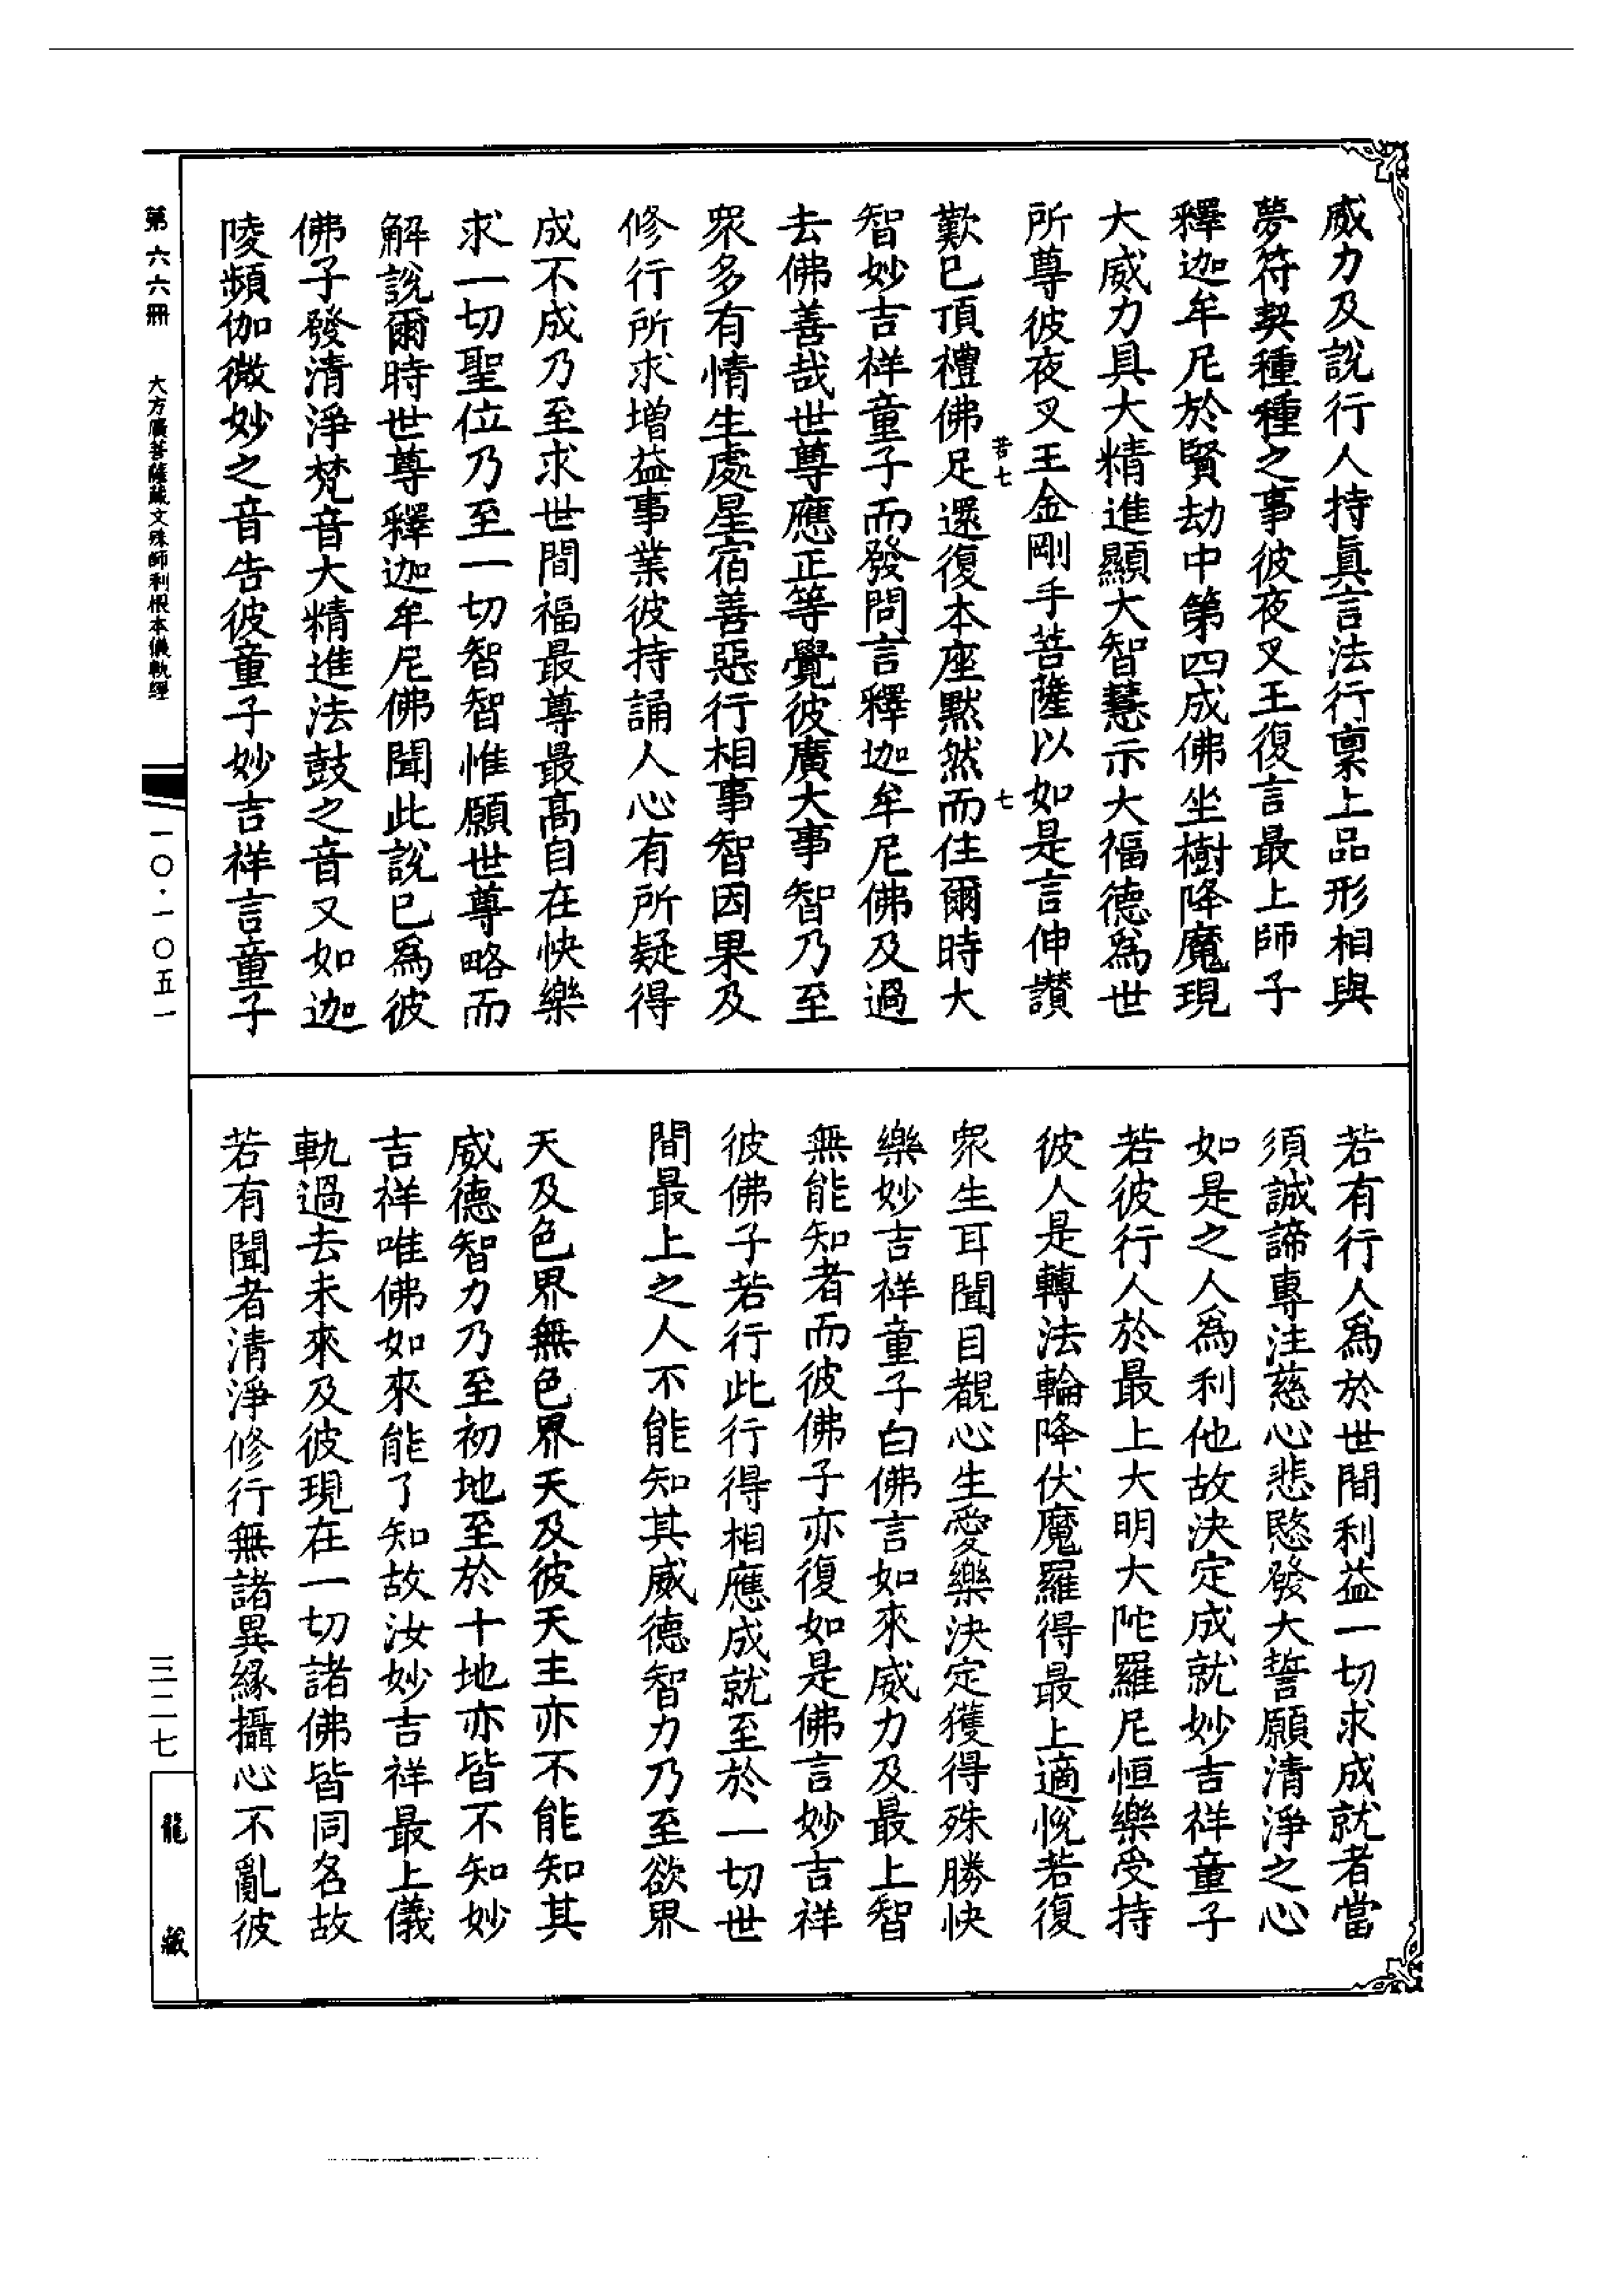 威力及說行人持眞言法行稟上品形相與
夢符契種種之事彼夜叉王復言最上師子
釋迦牟尼於賢劫中第四成佛坐樹降魔現
大威力具大精進顯大智慧示大福德爲世
所尊彼夜叉王金剛手菩薩以如是言伸讃
苦七 七
歎已頂禮佛足還復本座黙然而住爾時大
智妙吉祥童子而發問言釋迦牟尼佛及過
去佛善哉世尊應正等覺彼廣大事智乃至
衆多有情生處星宿善惡行相事智因果及
修行所求増益事業彼持誦人心有所疑得
成不成乃至求世間福最尊最髙自在快樂
求一切聖位乃至一切智智惟願世尊略而
解說爾時世尊釋迦牟尼佛聞此說已爲彼
佛子發清淨梵音大精進法鼓之音又如迦
陵頻伽微妙之音告彼童子妙吉祥言童子
若有行人爲於世間利益一切求成就者當
須誠諦專注慈心悲愍發大誓願清淨之心
如是之人爲利他故決定成就妙吉祥童子
若彼行人於最上大明大陀羅尼恒樂受持
彼人是轉法輪降伏魔羅得最上適悅若復
衆生耳聞目覩心生愛樂決定獲得殊勝快
樂妙吉祥童子白佛言如來威力及最上智
無能知者而彼佛子亦復如是佛言妙吉祥
彼佛子若行此行得相應成就至於一切世
間最上之人不能知其威德智力乃至欲界
天及色界無色界天及彼天主亦不能知其
威德智力乃至初地至於十地亦皆不知妙
吉祥唯佛如來能了知故汝妙吉祥最上儀
軌過去未來及彼現在一切諸佛皆同名故
若有聞者清淨修行無諸異緣攝心不亂彼
第六六冊 大方廣菩薩藏文殊師利根本儀軌經
一〇·一〇五一
三二七
龍藏